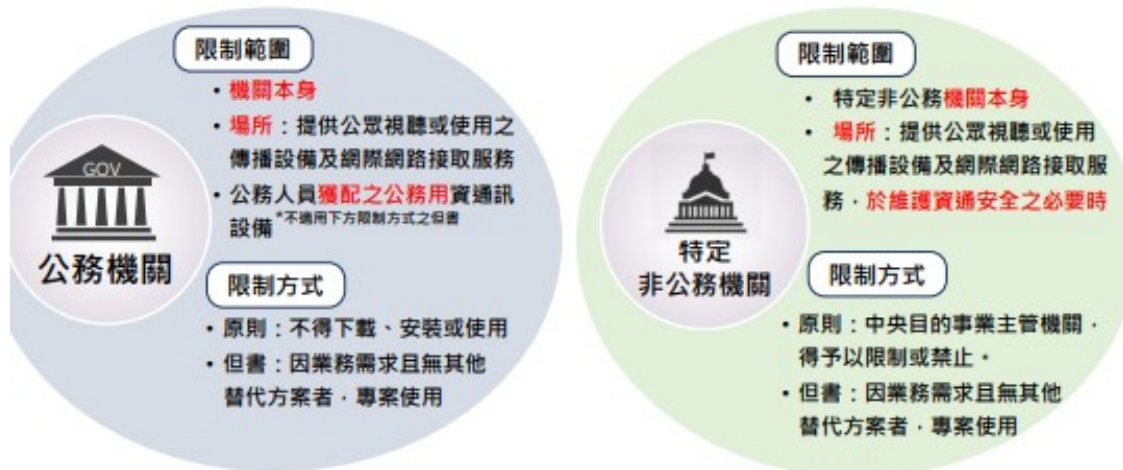 限制範圍
• 機關本身
• 場所：提供公眾視聽或使用之
傳播設備及網際網路接取服務
• 公務人員獲配之公務用資通訊
設備*不適用下方限制方式之但書
GOV
公務機關
限制方式
• 原則：不得下載、安裝或使用
• 但書：因業務需求且無其他
替代方案者，專案使用
限制範圍
• 特定非公務機關本身
• 場所：提供公眾視聽或使用
之傳播設備及網際網路接取服
務，於維護資通安全之必要時
特定
非公務機關
限制方式
• 原則：中央目的事業主管機關，
得予以限制或禁止。
• 但書：因業務需求且無其他
替代方案者，專案使用